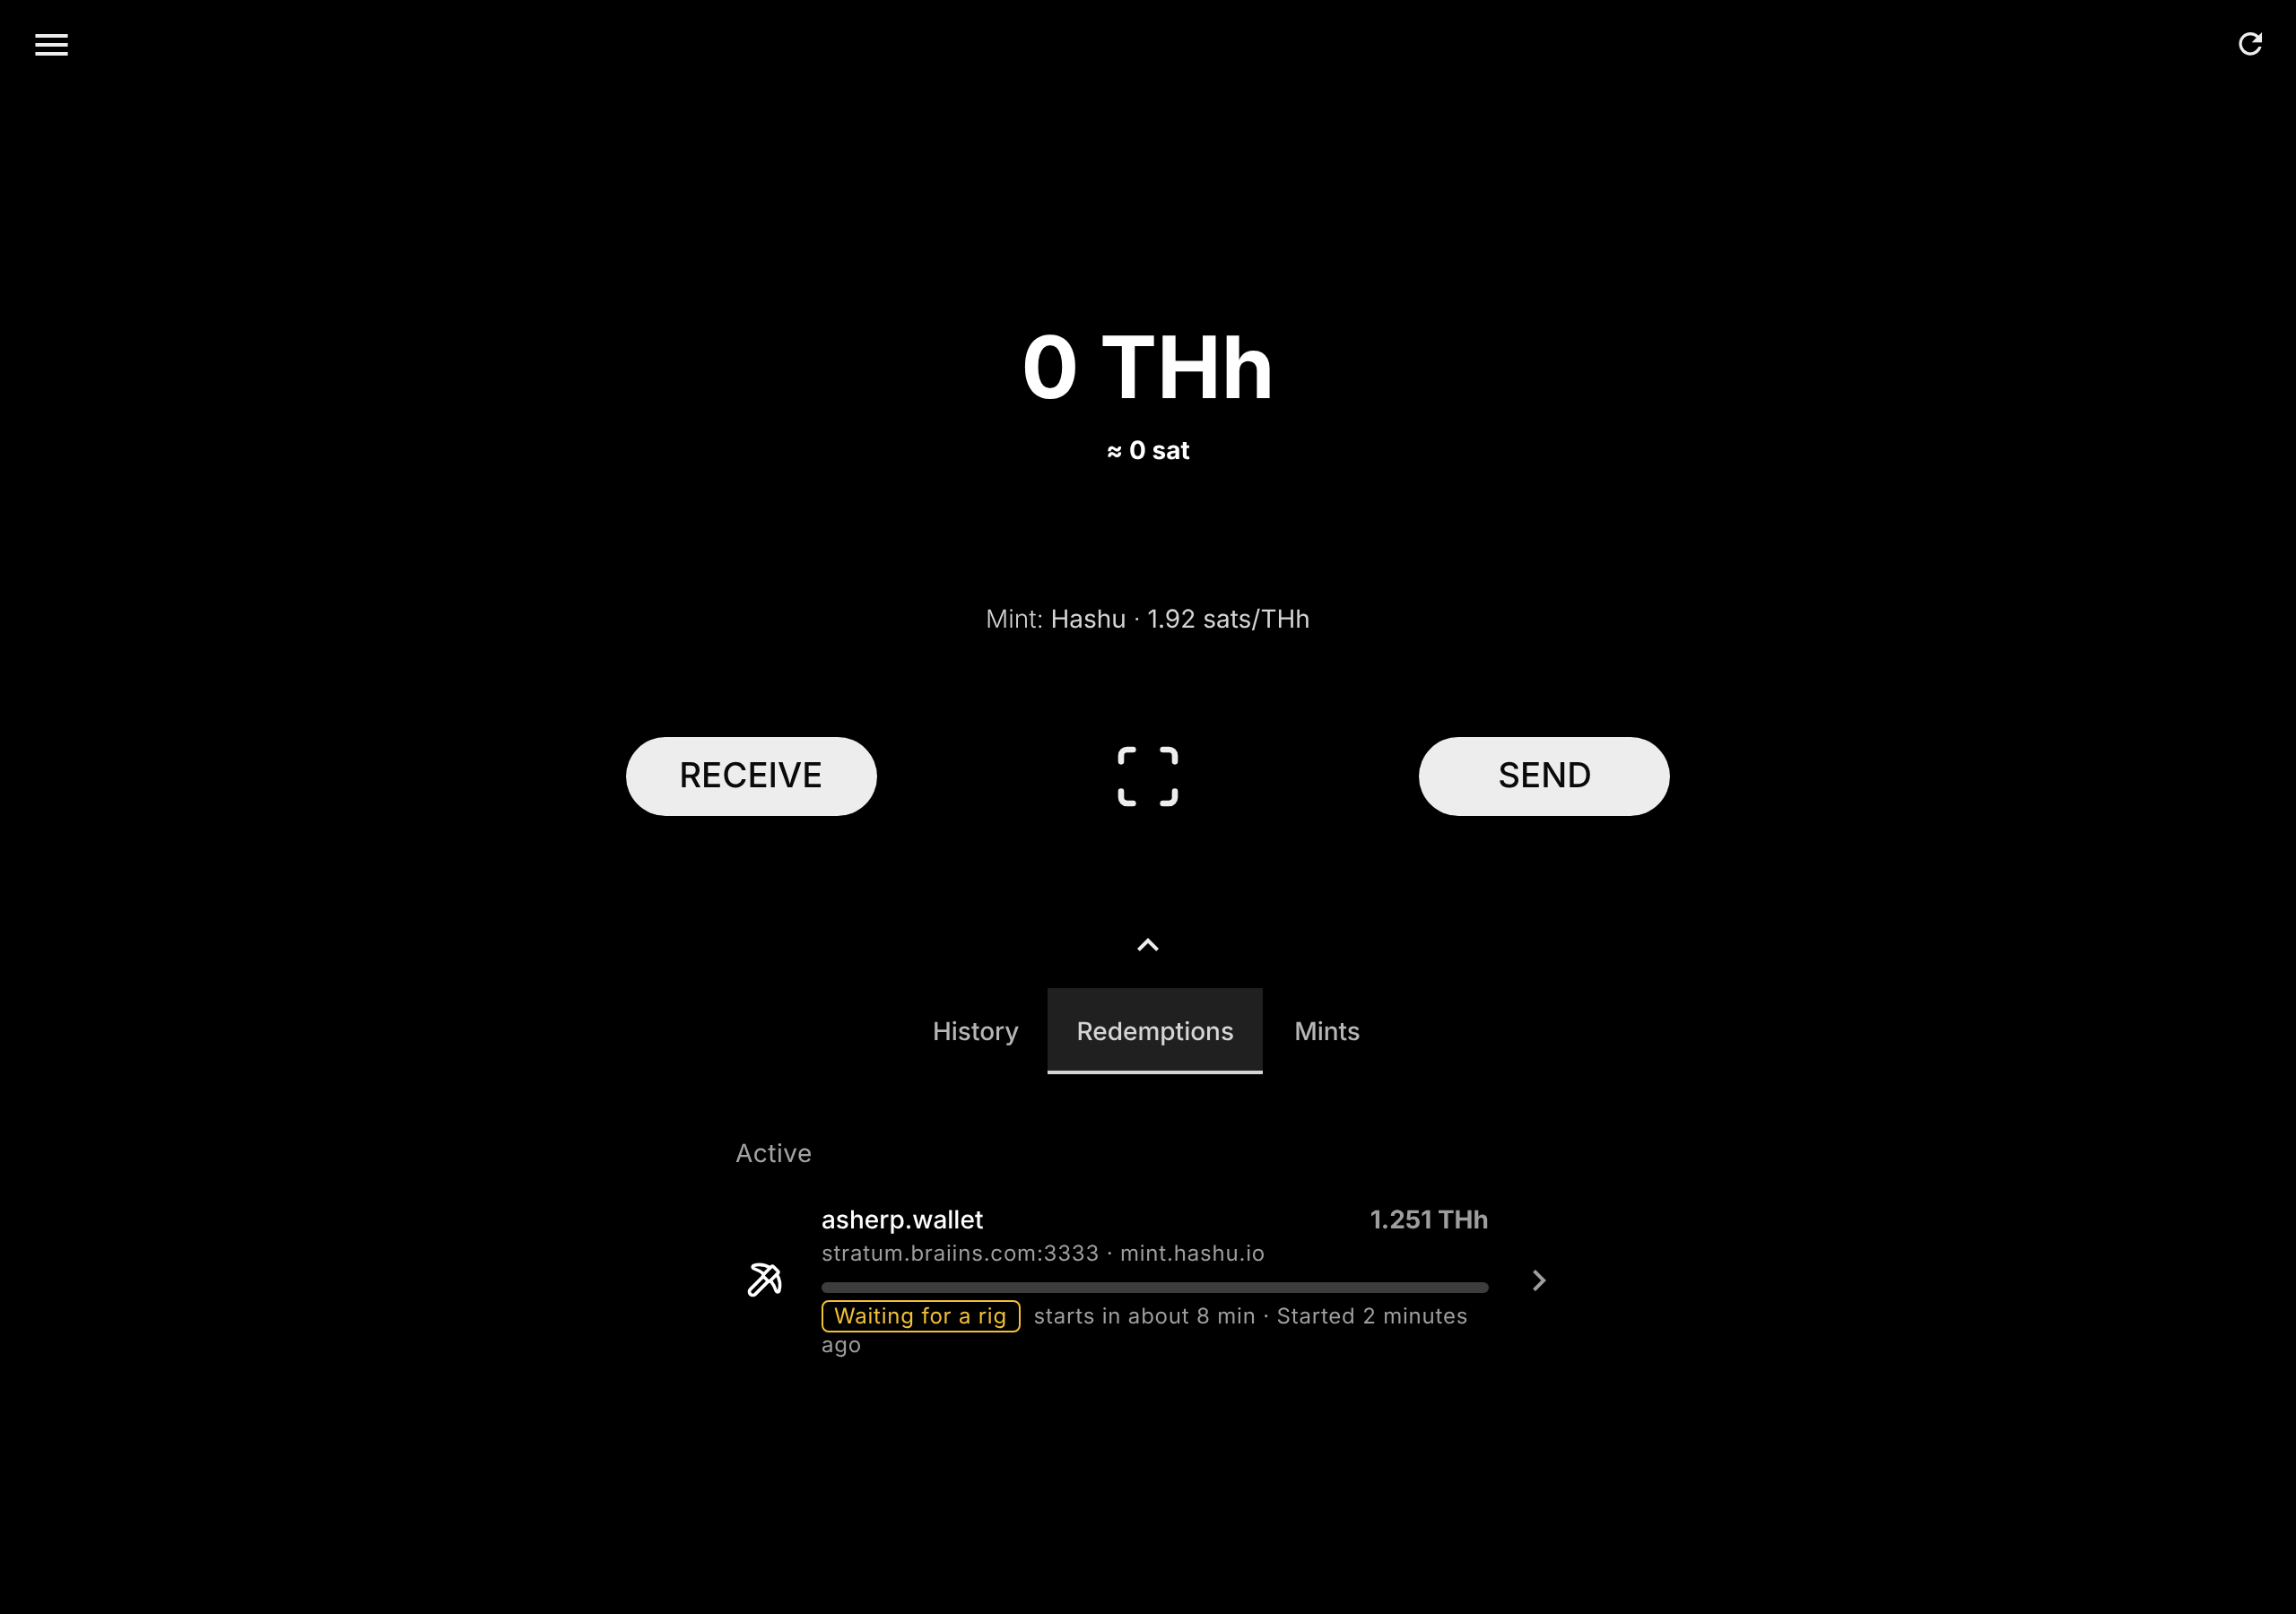 0 THh
≈ 0 sat
Mint: Hashu · 1.92 sats/THh
RECEIVE
SEND
History
Redemptions
Mints
Active
asherp.wallet
1.251 THh
stratum.braiins.com:3333 · mint.hashu.io
Waiting for a rig starts in about 8 min · Started 2 minutes
ago